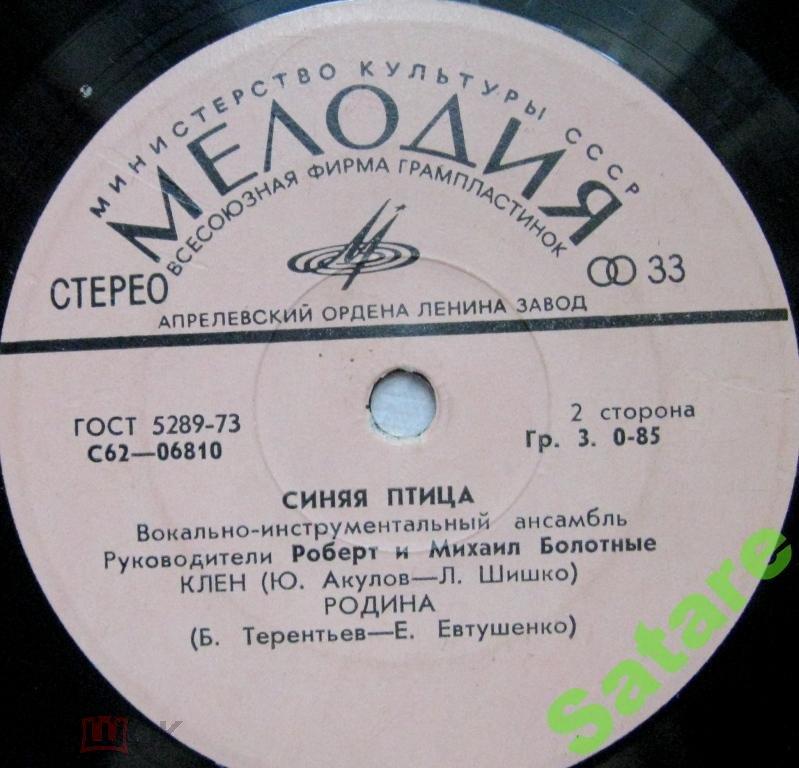 МИНИСТЕРСТВО КУЛЬТУРЫ СССР
МЕЛОДИЯ
ВСЕСОЮЗНАЯ ФИРМА ГРАМПЛАСТИНОК
СТЕРЕО
33
АПРЕЛЕВСКИЙ ОРДЕНА ЛЕНИНА ЗАВОД
ГОСТ 5289-73
2 сторона
С62—06810
Гр. 3. 0-85
СИНЯЯ ПТИЦА
Вокально-инструментальный ансамбль
Руководители Роберт и Михаил Болотные
КЛЕН (Ю. Акулов—Л. Шишко)
РОДИНА
(Б. Терентьев—Е. Евтушенко)
Satare